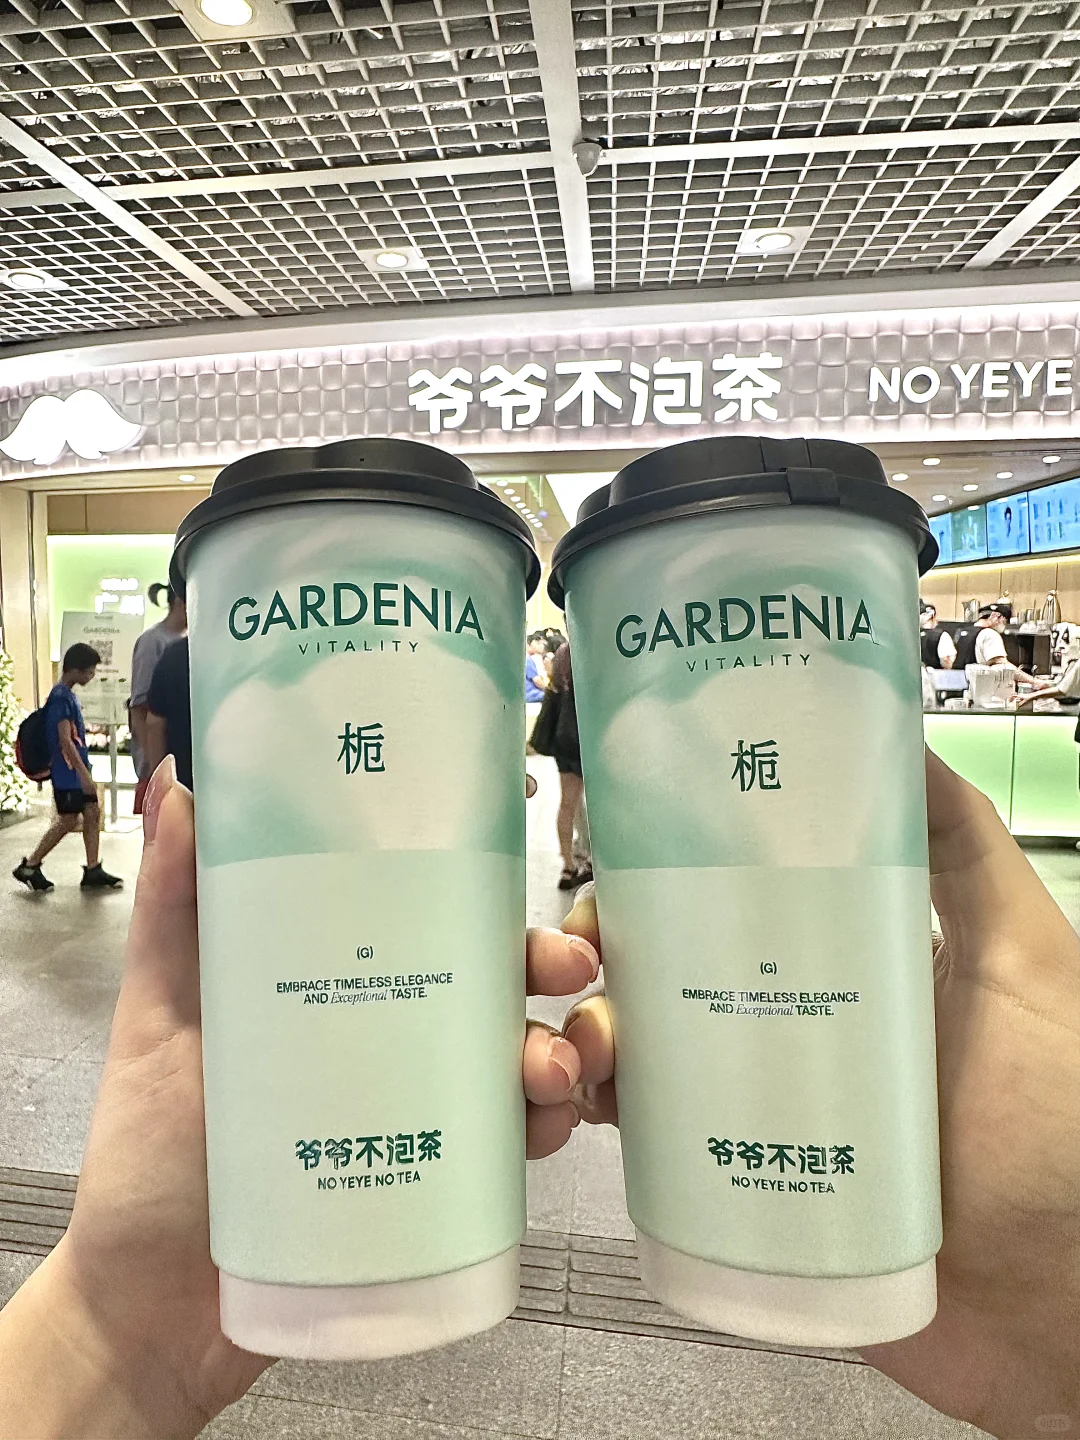 爷爷不泡茶 NO YEYE
GARDENIA
VITALITY
栀
(G)
EMBRACE TIMELESS ELEGANCE
AND Exceptional TASTE.
爷爷不泡茶
NO YEYE NO TEA
GARDENIA
VITALITY
栀
(G)
EMBRACE TIMELESS ELEGANCE
AND Exceptional TASTE.
爷爷不泡茶
NO YEYE NO TEA